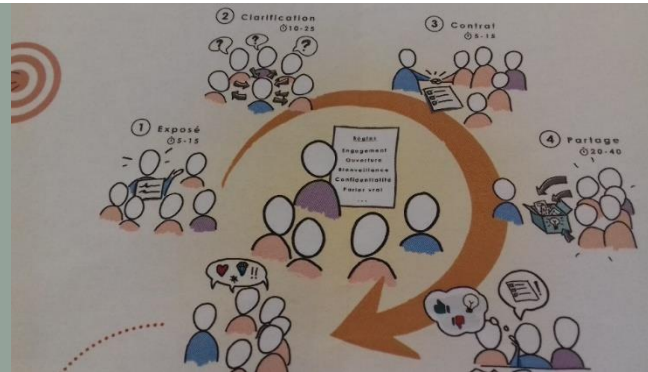 2 Clarification
10-25
? ? ?
3 Contrat
5-15
1 Exposé
5-15
Règles
Engagement
Ouverture
Bienveillance
Confidentialité
Parler vrai
...
4 Partage
20-40
!!